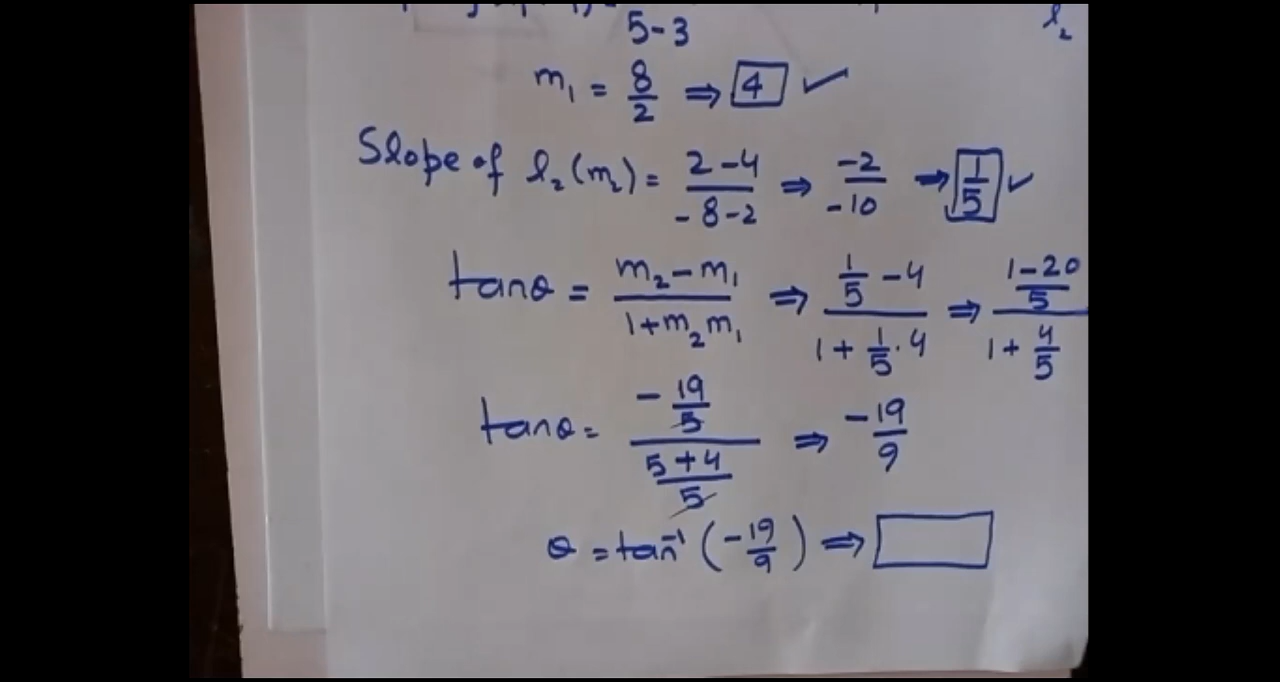 5-3
l₂
m₁ = 8/2 ⇒ 4 ✓
Slope of l₂(m₂) = (2-4)/(-8-2) ⇒ -2/-10 ⇒ 1/5 ✓
tanθ = (m₂-m₁)/(1+m₂m₁) ⇒ (1/5 - 4)/(1 + 1/5 · 4) ⇒ ((1-20)/5)/(1 + 4/5)
tanθ = (-19/5)/((5+4)/5) ⇒ -19/9
θ = tan⁻¹(-19/9) ⇒